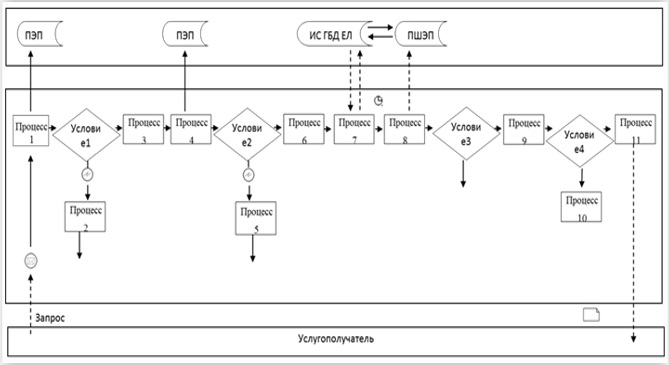 ПЭП
ПЭП
ИС ГБД ЕЛ
ПШЭП
Процесс
1
Услови
е1
Процесс
3
Процесс
4
Услови
е2
Процесс
6
Процесс
7
Процесс
8
Услови
е3
Процесс
9
Услови
е4
Процесс
11
Процесс
2
Процесс
5
Процесс
10
Запрос
Услугополучатель